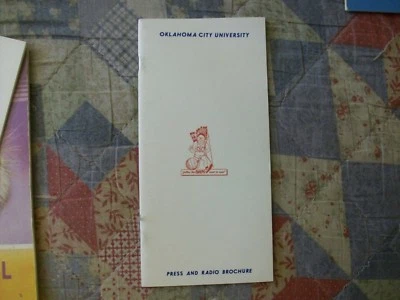 OKLAHOMA CITY UNIVERSITY
PRESS AND RADIO BROCHURE
L